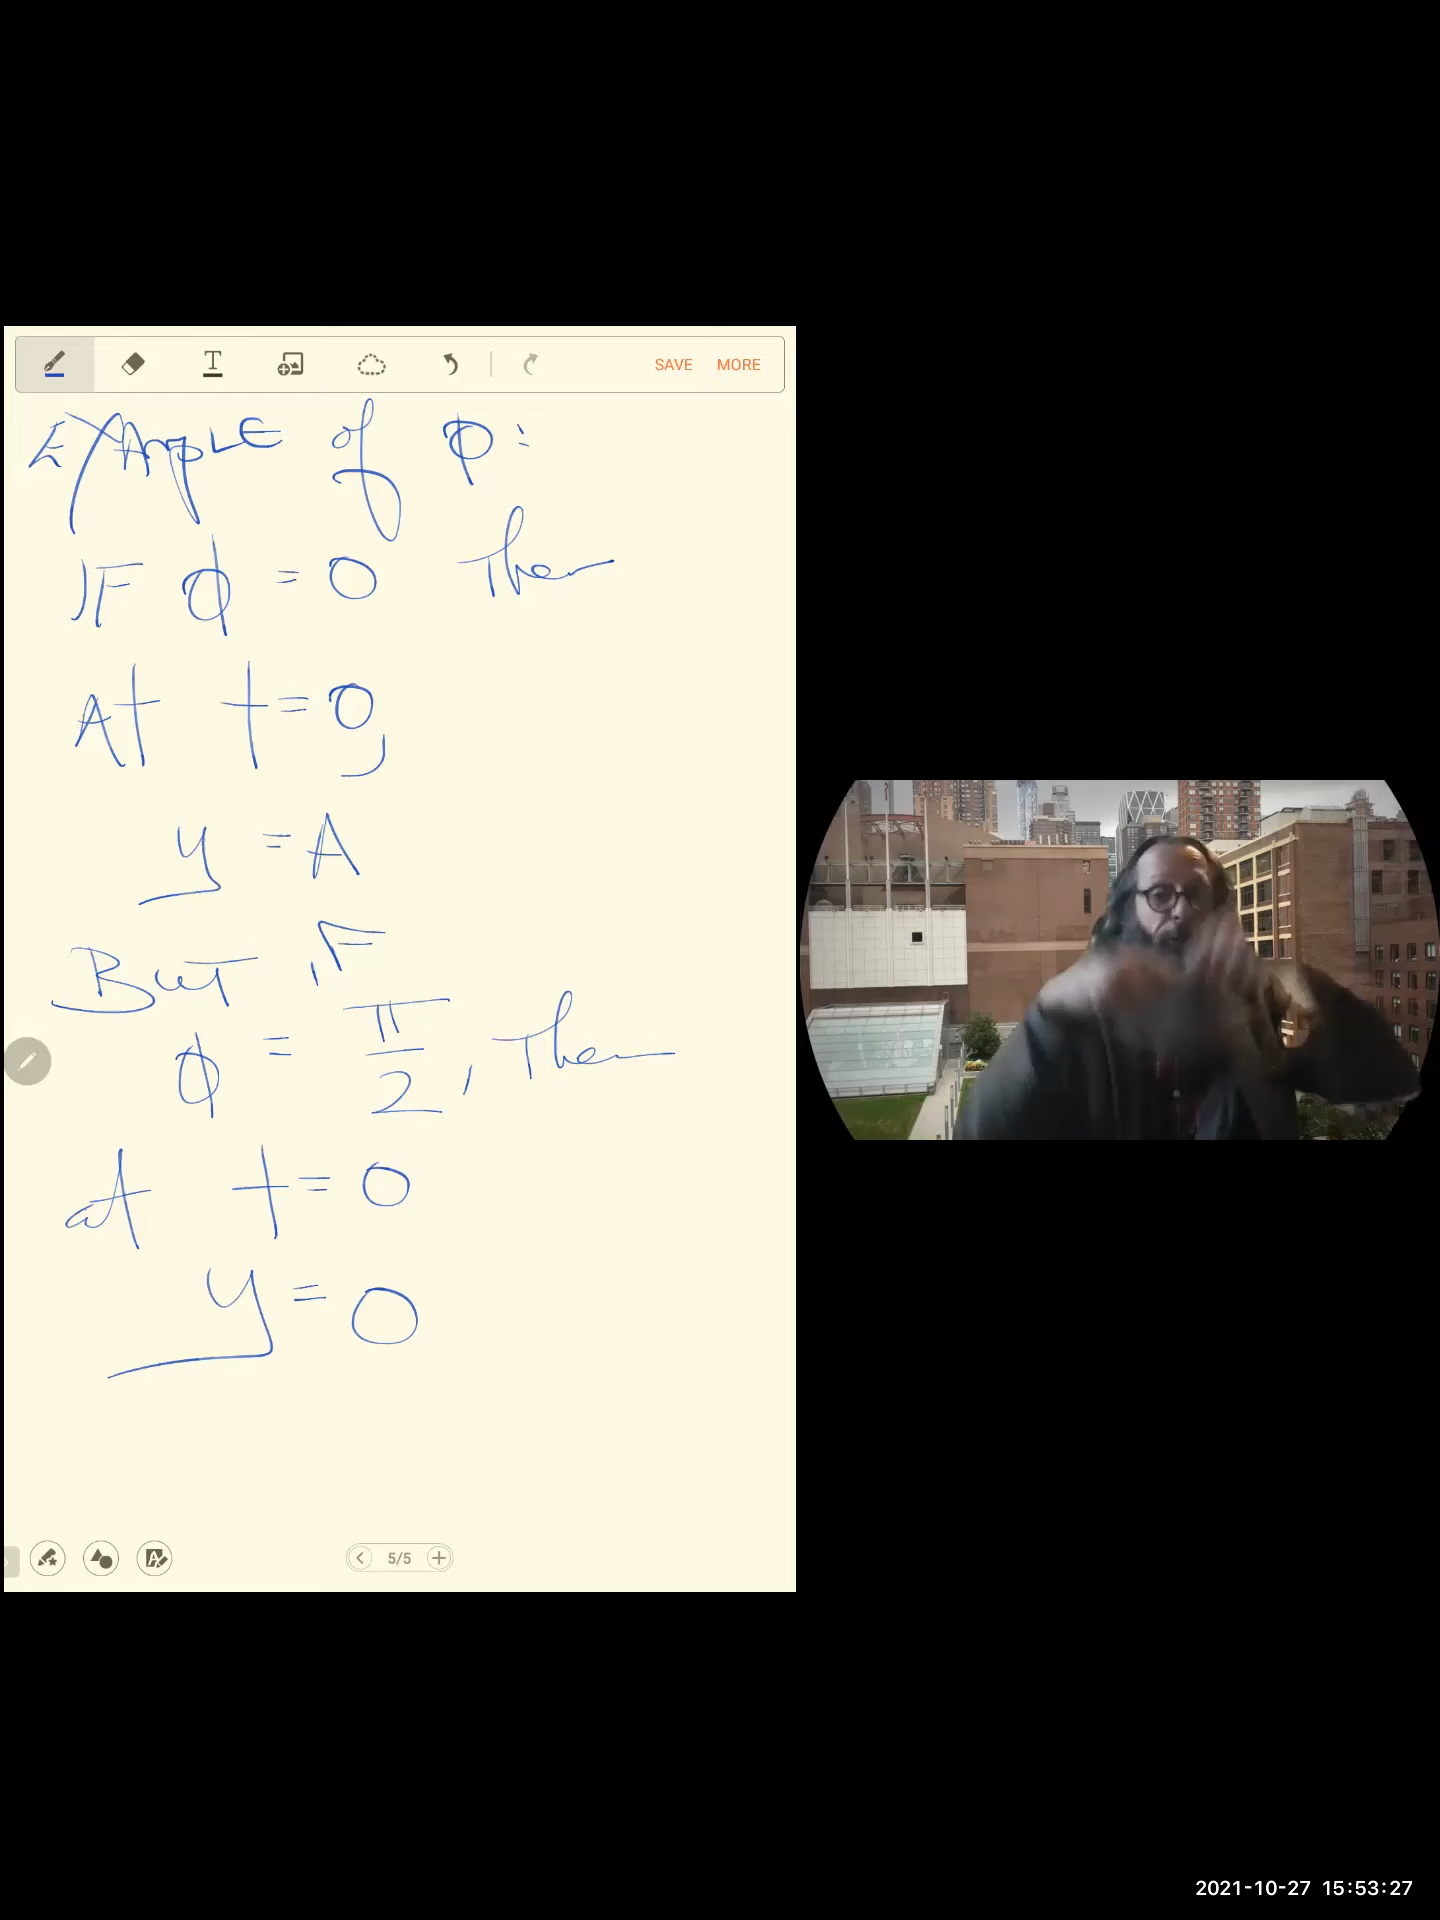 SAVE MORE
EXAMPLE of φ:
IF φ = 0 Then
At t = 0,
y = A
But IF
φ = π/2, Then
at t = 0
y = 0
5/5
2021-10-27 15:53:27